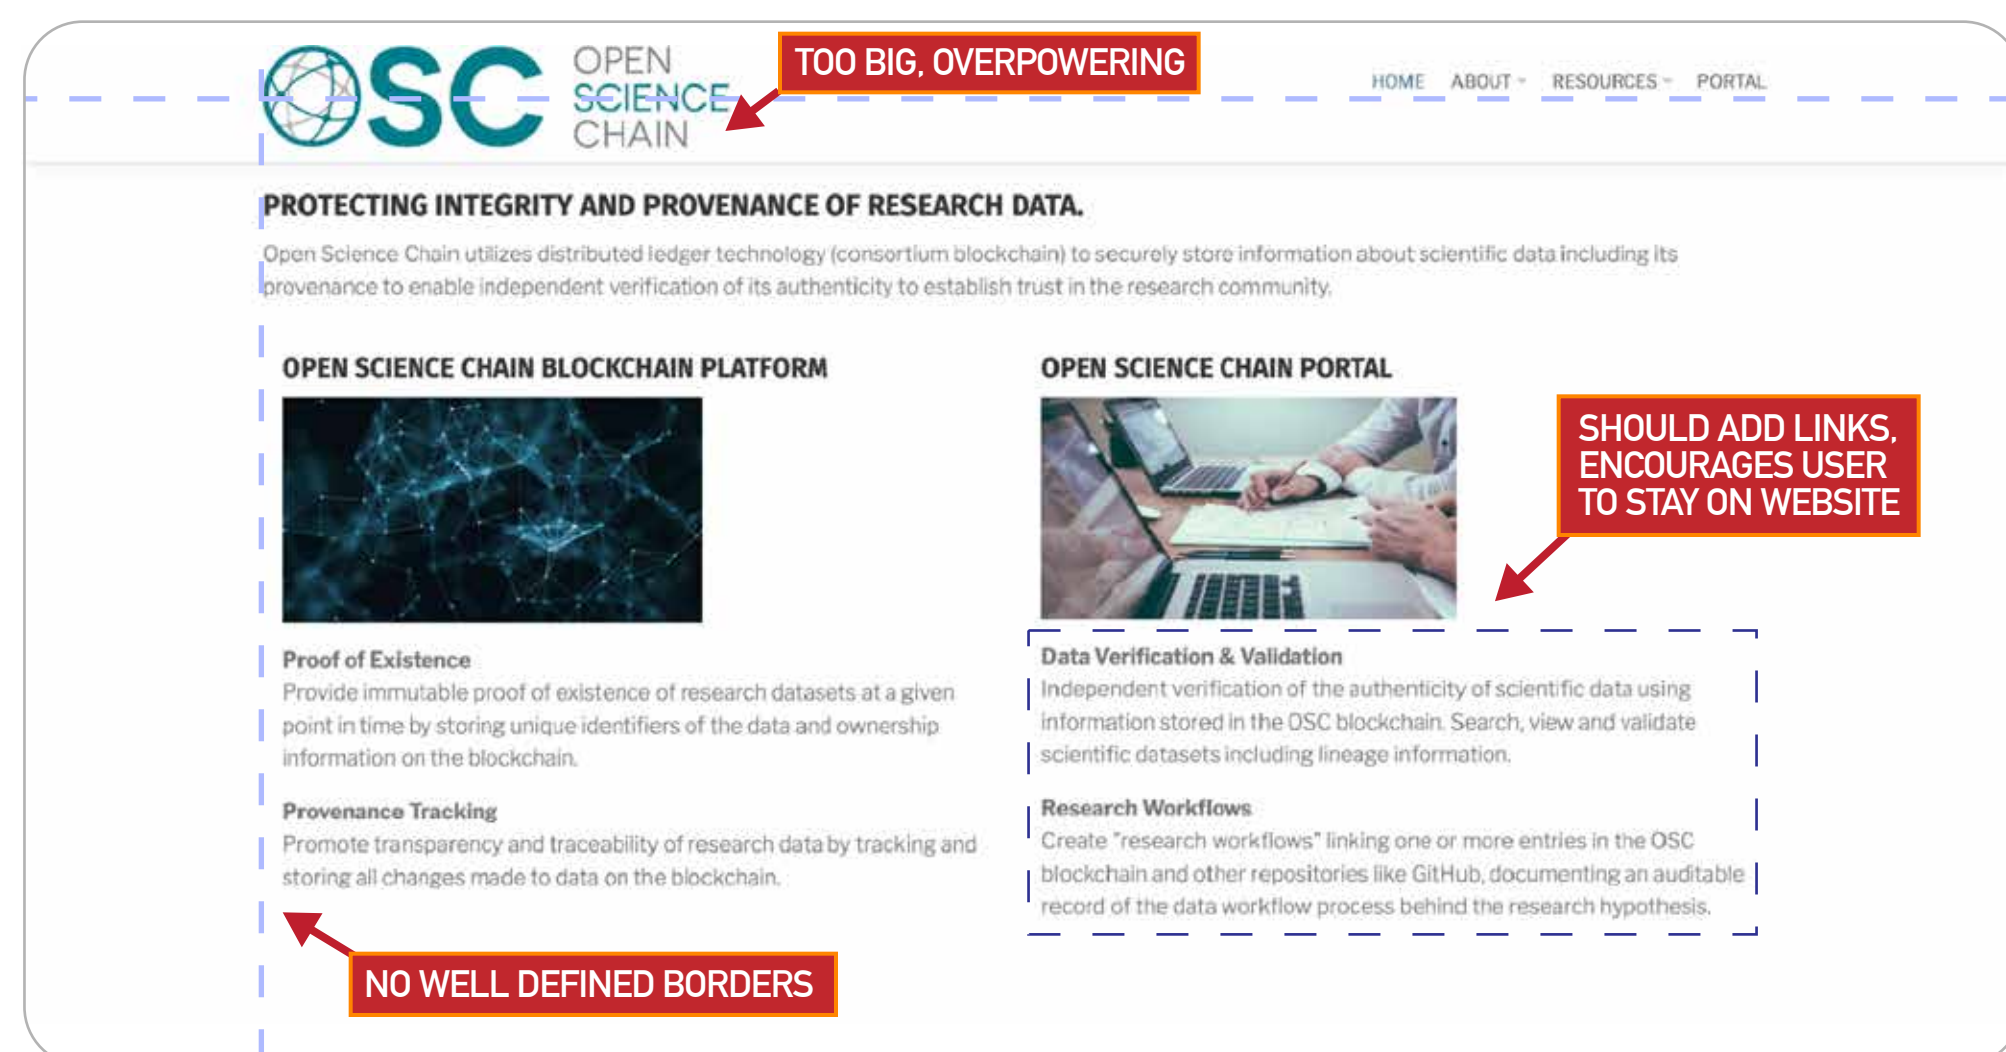 OSC
OPEN
SCIENCE
CHAIN
TOO BIG, OVERPOWERING
HOME ABOUT RESOURCES PORTAL
PROTECTING INTEGRITY AND PROVENANCE OF RESEARCH DATA.
Open Science Chain utilizes distributed ledger technology (consortium blockchain) to securely store information about scientific data including its
provenance to enable independent verification of its authenticity to establish trust in the research community.
OPEN SCIENCE CHAIN BLOCKCHAIN PLATFORM
Proof of Existence
Provide immutable proof of existence of research datasets at a given
point in time by storing unique identifiers of the data and ownership
information on the blockchain.
Provenance Tracking
Promote transparency and traceability of research data by tracking and
storing all changes made to data on the blockchain.
NO WELL DEFINED BORDERS
OPEN SCIENCE CHAIN PORTAL
SHOULD ADD LINKS,
ENCOURAGES USER
TO STAY ON WEBSITE
Data Verification & Validation
Independent verification of the authenticity of scientific data using
information stored in the OSC blockchain. Search, view and validate
scientific datasets including lineage information.
Research Workflows
Create "research workflows" linking one or more entries in the OSC
blockchain and other repositories like GitHub, documenting an auditable
record of the data workflow process behind the research hypothesis.